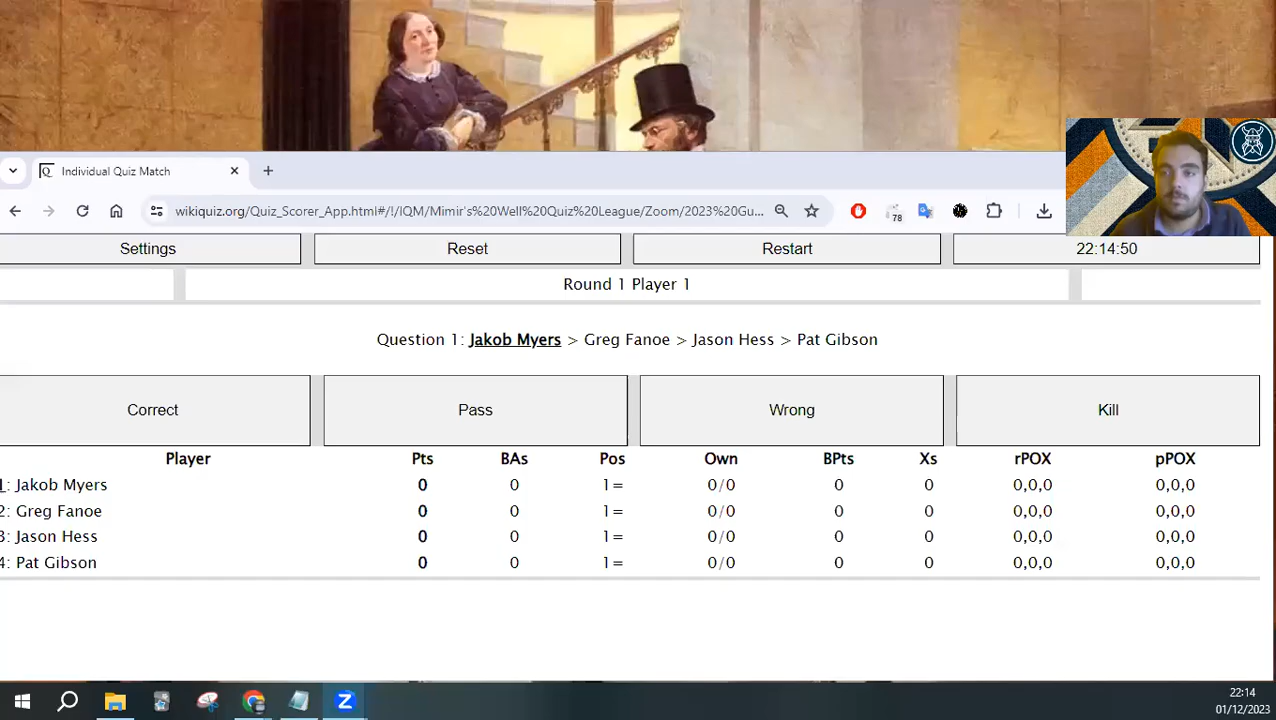 Individual Quiz Match
wikiquiz.org/Quiz_Scorer_App.html#/f/IQM/Mimir's%20Well%20Quiz%20League/Zoom/2023%20Gu...
78
Settings Reset Restart 22:14:50
Round 1 Player 1
Question 1: Jakob Myers > Greg Fanoe > Jason Hess > Pat Gibson
Correct Pass Wrong Kill
Player Pts BAs Pos Own BPts Xs rPOX pPOX
1: Jakob Myers 0 0 1= 0/0 0 0 0,0,0 0,0,0
2: Greg Fanoe 0 0 1= 0/0 0 0 0,0,0 0,0,0
3: Jason Hess 0 0 1= 0/0 0 0 0,0,0 0,0,0
4: Pat Gibson 0 0 1= 0/0 0 0 0,0,0 0,0,0
22:14
01/12/2023